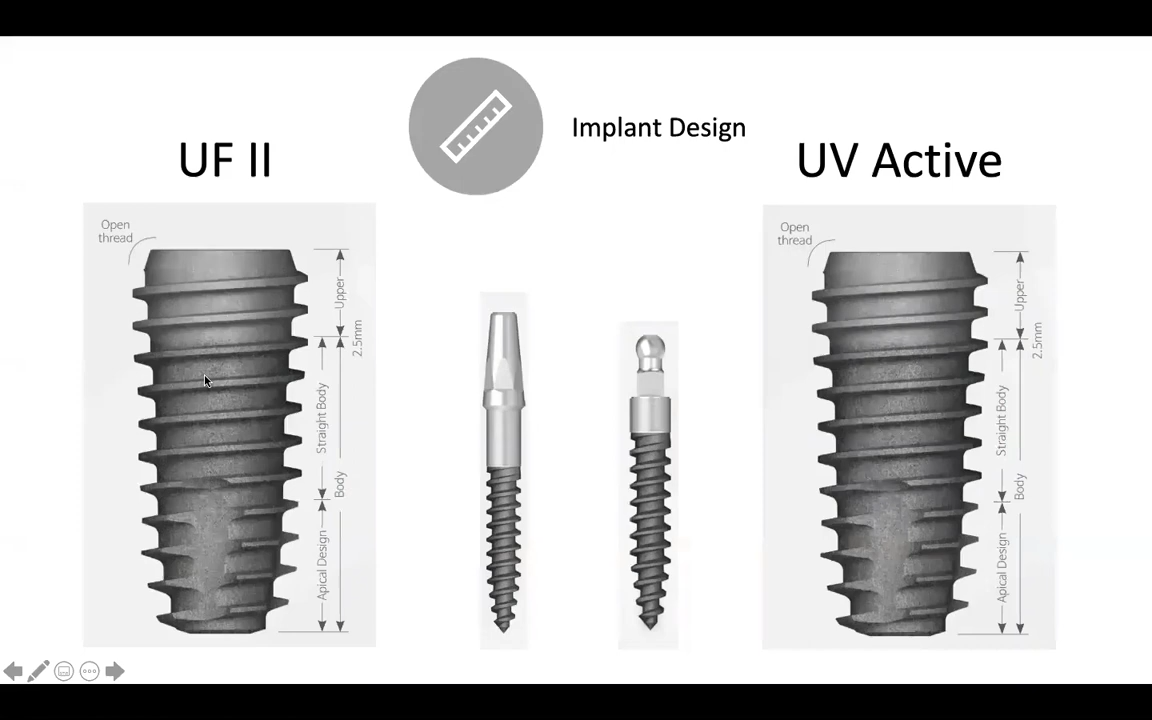 Implant Design
UF II
UV Active
Open
thread
Upper
2.5mm
Straight Body
Body
Apical Design
Open
thread
Upper
2.5mm
Straight Body
Body
Apical Design